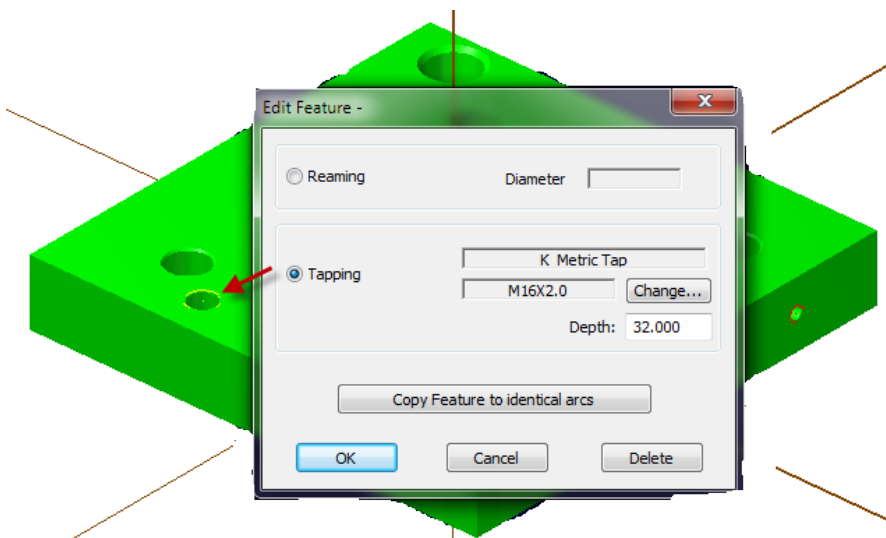 Edit Feature -
Reaming
Diameter
K Metric Tap
Tapping
M16X2.0
Change...
Depth: 32.000
Copy Feature to identical arcs
OK
Cancel
Delete